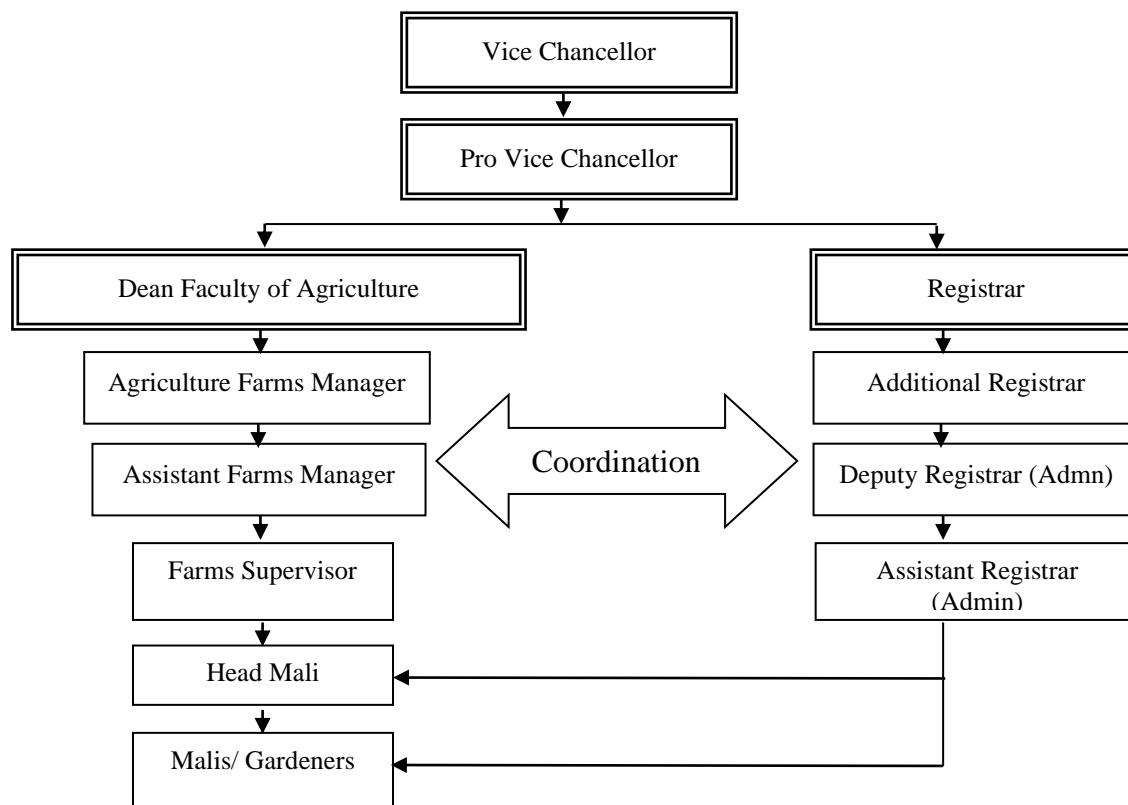 Vice Chancellor
Pro Vice Chancellor
Dean Faculty of Agriculture
Registrar
Agriculture Farms Manager
Additional Registrar
Coordination
Assistant Farms Manager
Deputy Registrar (Admn)
Farms Supervisor
Assistant Registrar
(Admin)
Head Mali
Malis/ Gardeners